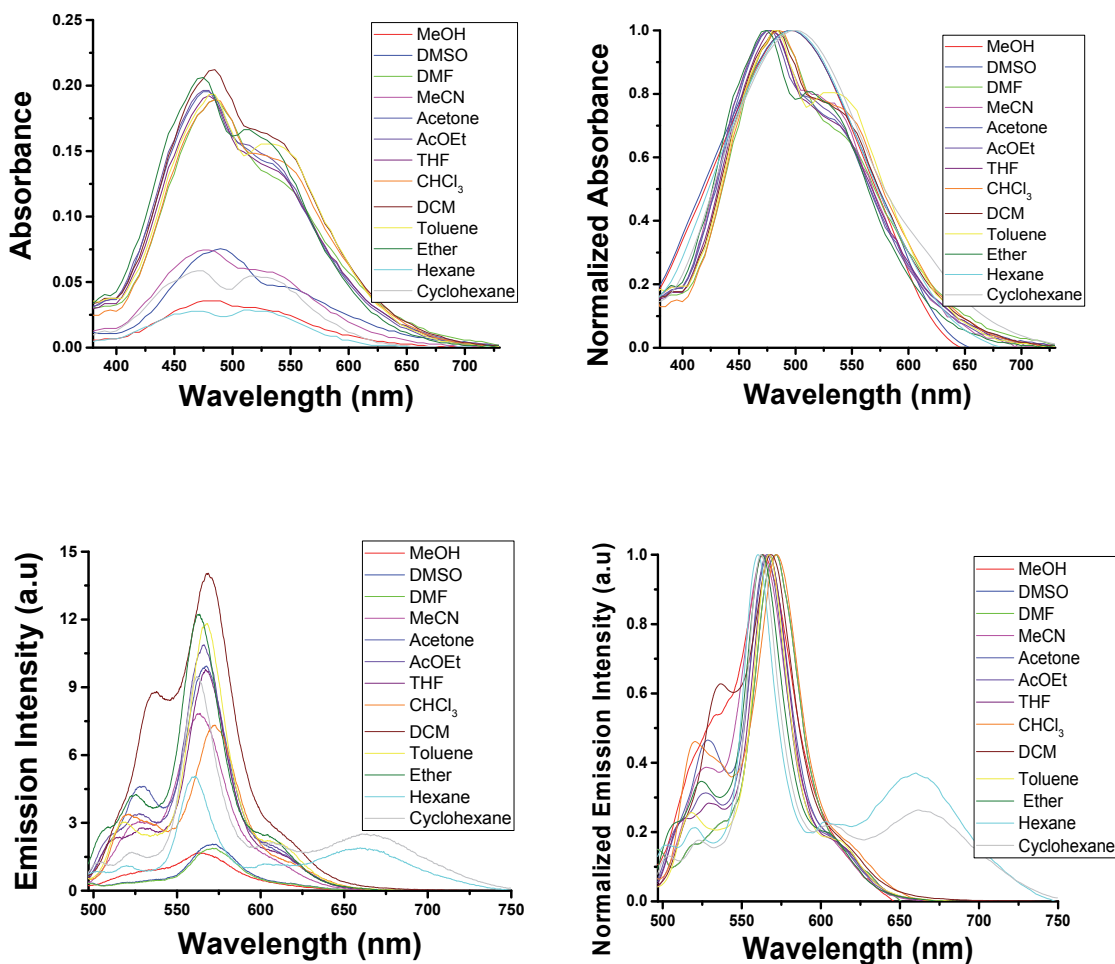 Absorbance
0.25
0.20
0.15
0.10
0.05
0.00
400
450
500
550
600
650
700
Wavelength (nm)
MeOH
DMSO
DMF
MeCN
Acetone
AcOEt
THF
CHCl3
DCM
Toluene
Ether
Hexane
Cyclohexane
Normalized Absorbance
1.0
0.8
0.6
0.4
0.2
0.0
400
450
500
550
600
650
700
Wavelength (nm)
MeOH
DMSO
DMF
MeCN
Acetone
AcOEt
THF
CHCl3
DCM
Toluene
Ether
Hexane
Cyclohexane
Emission Intensity (a.u)
15
12
9
6
3
0
500
550
600
650
700
750
Wavelength (nm)
MeOH
DMSO
DMF
MeCN
Acetone
AcOEt
THF
CHCl3
DCM
Toluene
Ether
Hexane
Cyclohexane
Normalized Emission Intensity (a.u)
1.0
0.8
0.6
0.4
0.2
0.0
500
550
600
650
700
750
Wavelength (nm)
MeOH
DMSO
DMF
MeCN
Acetone
AcOEt
THF
CHCl3
DCM
Toluene
Ether
Hexane
Cyclohexane